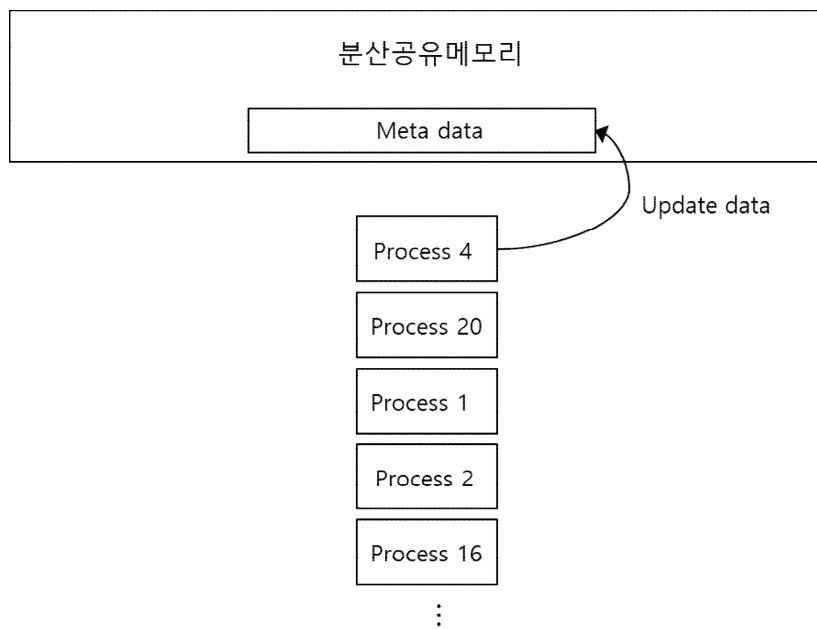 분산공유메모리
Meta data
Update data
Process 4
Process 20
Process 1
Process 2
Process 16
⋮